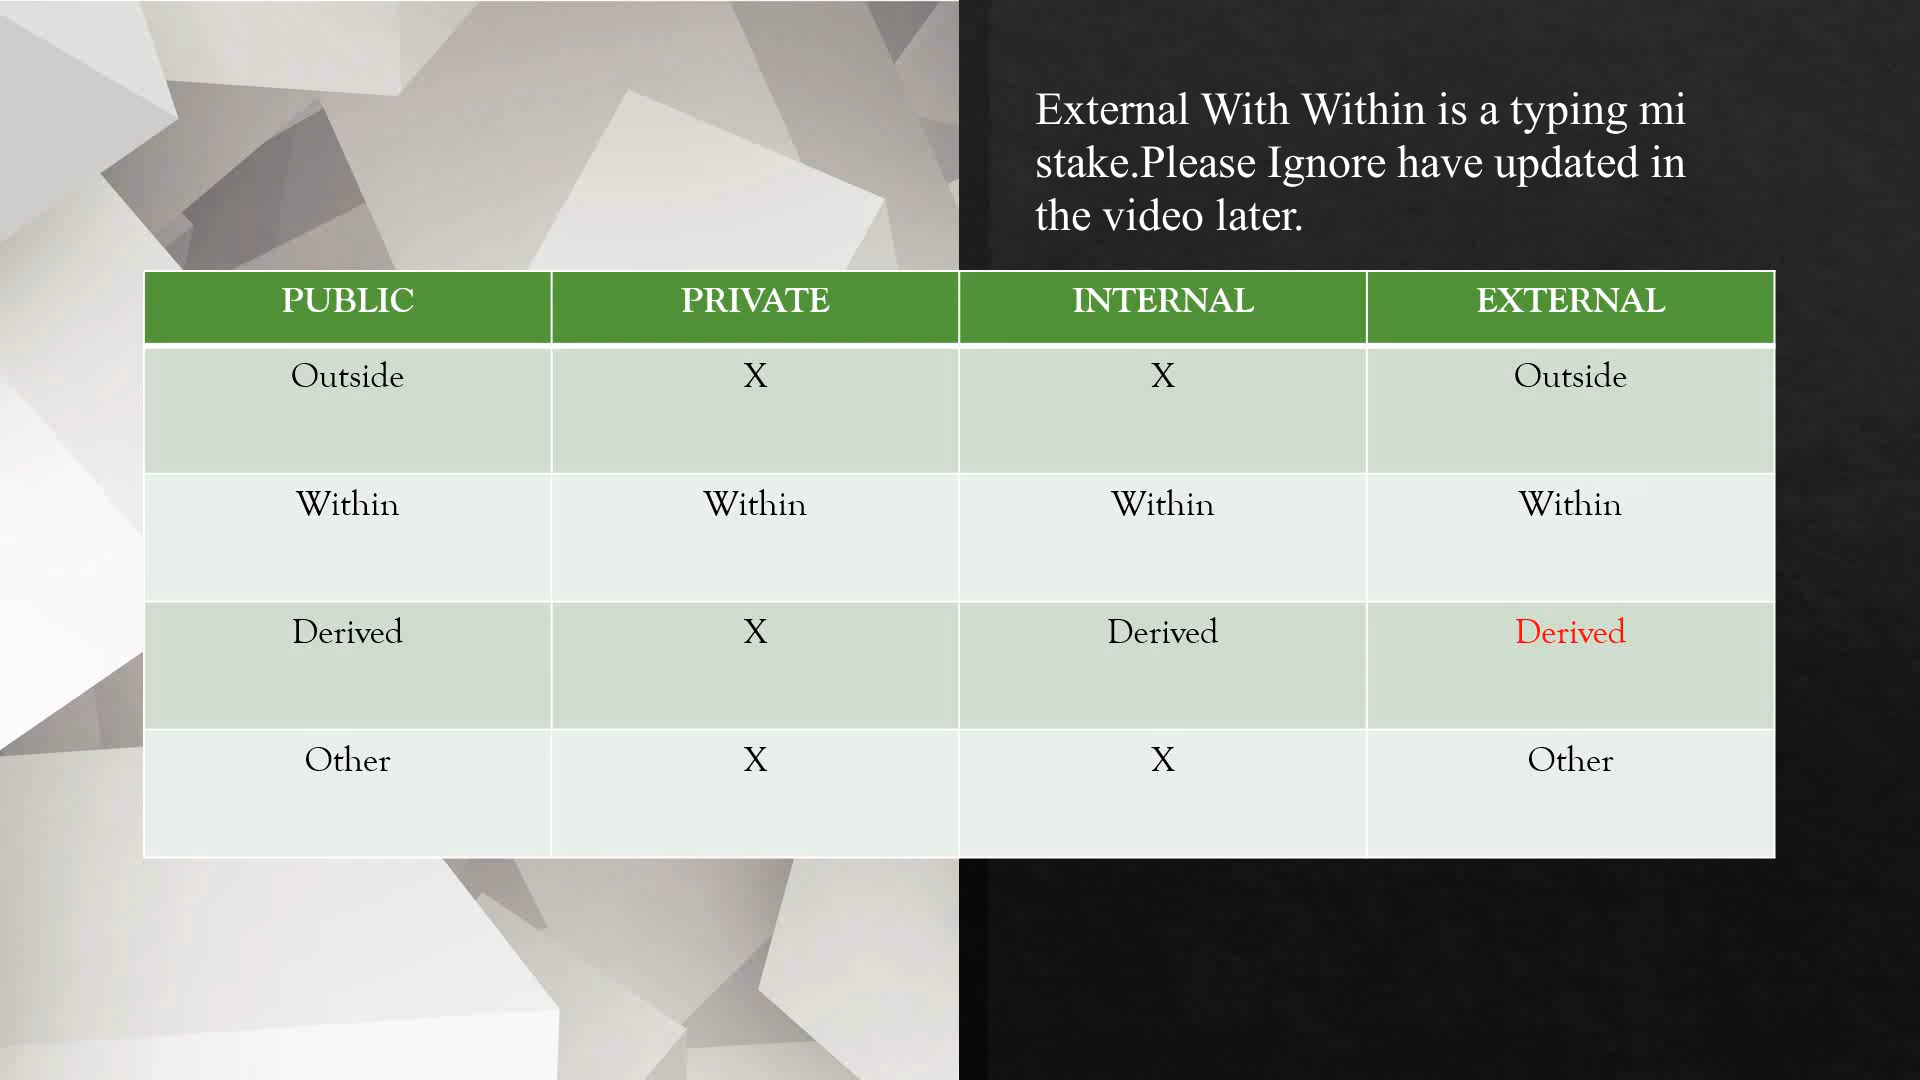 External With Within is a typing mi
stake.Please Ignore have updated in
the video later.
PUBLIC PRIVATE INTERNAL EXTERNAL
Outside X X Outside
Within Within Within Within
Derived X Derived Derived
Other X X Other